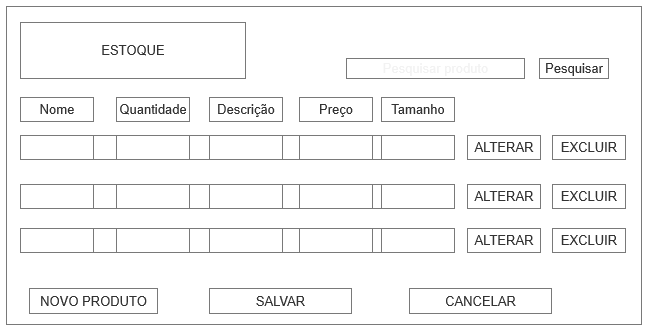 ESTOQUE
Pesquisar produto Pesquisar
Nome Quantidade Descrição Preço Tamanho
ALTERAR EXCLUIR
ALTERAR EXCLUIR
ALTERAR EXCLUIR
NOVO PRODUTO SALVAR CANCELAR